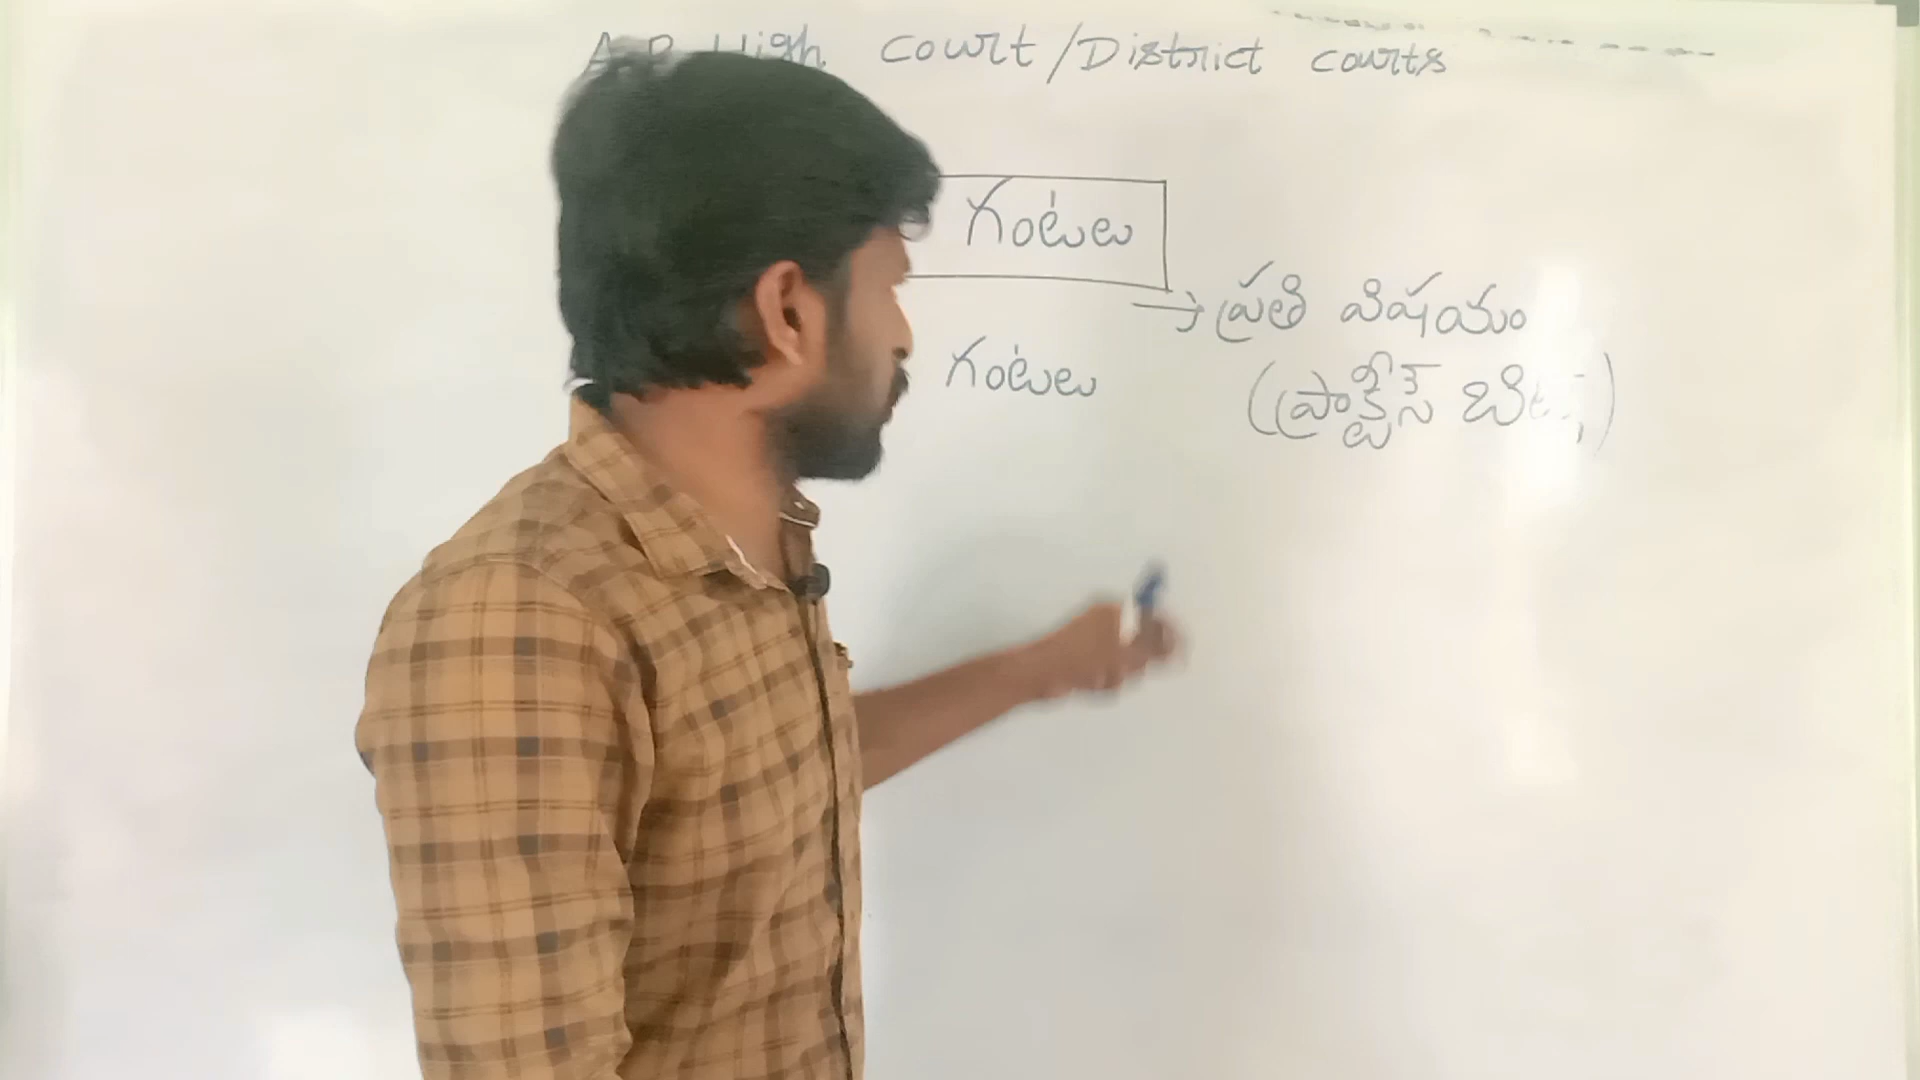 A.P High Court/District Courts
గంటలు
→ ప్రతి విషయం
గంటలు
(ప్రాక్టీస్